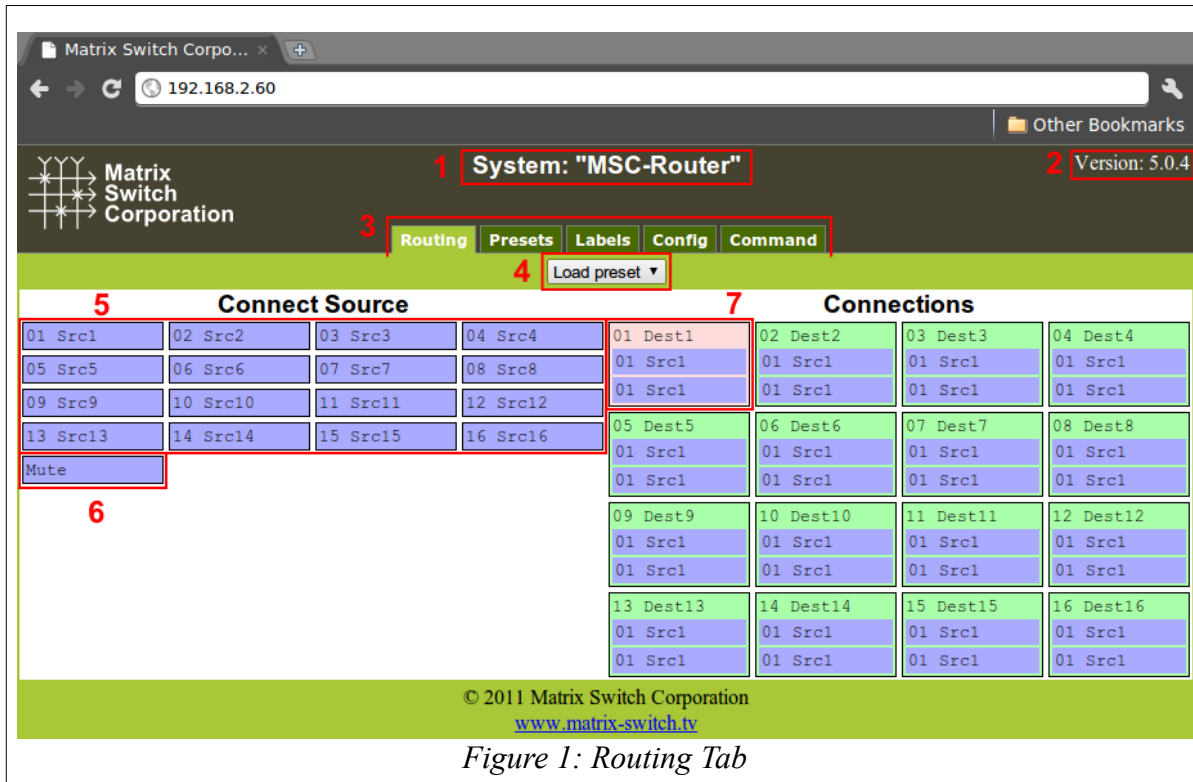 Matrix Switch Corpo... ×
192.168.2.60
Other Bookmarks
Matrix
Switch
Corporation
1 System: "MSC-Router"
2 Version: 5.0.4
3 Routing Presets Labels Config Command
4 Load preset ▼
5 Connect Source 7 Connections
01 Src1 02 Src2 03 Src3 04 Src4
05 Src5 06 Src6 07 Src7 08 Src8
09 Src9 10 Src10 11 Src11 12 Src12
13 Src13 14 Src14 15 Src15 16 Src16
Mute
6
01 Dest1 02 Dest2 03 Dest3 04 Dest4
01 Src1 01 Src1 01 Src1 01 Src1
01 Src1 01 Src1 01 Src1 01 Src1
05 Dest5 06 Dest6 07 Dest7 08 Dest8
01 Src1 01 Src1 01 Src1 01 Src1
01 Src1 01 Src1 01 Src1 01 Src1
09 Dest9 10 Dest10 11 Dest11 12 Dest12
01 Src1 01 Src1 01 Src1 01 Src1
01 Src1 01 Src1 01 Src1 01 Src1
13 Dest13 14 Dest14 15 Dest15 16 Dest16
01 Src1 01 Src1 01 Src1 01 Src1
01 Src1 01 Src1 01 Src1 01 Src1
© 2011 Matrix Switch Corporation
www.matrix-switch.tv
Figure 1: Routing Tab